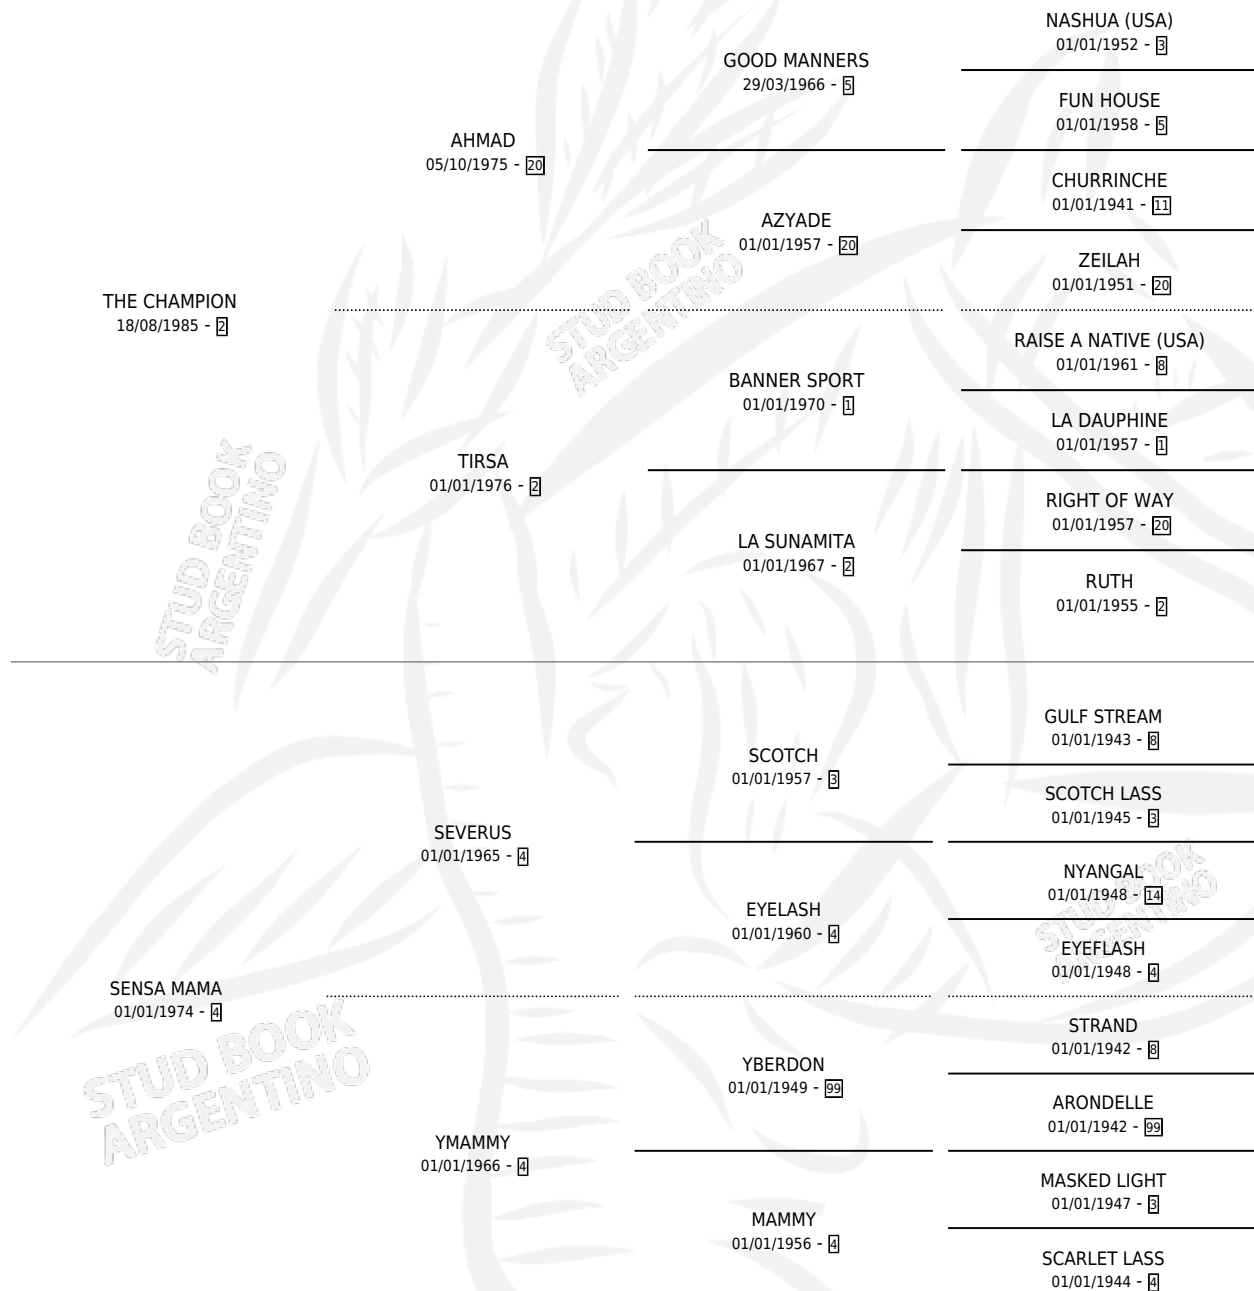 NASHUA (USA)
01/01/1952 - 3
GOOD MANNERS
29/03/1966 - 5
FUN HOUSE
01/01/1958 - 5
AHMAD
05/10/1975 - 20
CHURRINCHE
01/01/1941 - 11
AZYADE
01/01/1957 - 20
ZEILAH
01/01/1951 - 20
THE CHAMPION
18/08/1985 - 2
RAISE A NATIVE (USA)
01/01/1961 - 8
BANNER SPORT
01/01/1970 - 1
LA DAUPHINE
01/01/1957 - 1
TIRSA
01/01/1976 - 2
RIGHT OF WAY
01/01/1957 - 20
LA SUNAMITA
01/01/1967 - 2
RUTH
01/01/1955 - 2
GULF STREAM
01/01/1943 - 8
SCOTCH
01/01/1957 - 3
SCOTCH LASS
01/01/1945 - 3
SEVERUS
01/01/1965 - 4
NYANGAL
01/01/1948 - 14
EYELASH
01/01/1960 - 4
EYEFLASH
01/01/1948 - 4
SENSA MAMA
01/01/1974 - 4
STRAND
01/01/1942 - 8
YBERDON
01/01/1949 - 99
ARONDELLE
01/01/1942 - 99
YMAMMY
01/01/1966 - 4
MASKED LIGHT
01/01/1947 - 3
MAMMY
01/01/1956 - 4
SCARLET LASS
01/01/1944 - 4
STUD BOOK
ARGENTINO
STUD BOOK
ARGENTINO
STUD BOOK
ARGENTINO
STUD BOOK
ARGENTINO